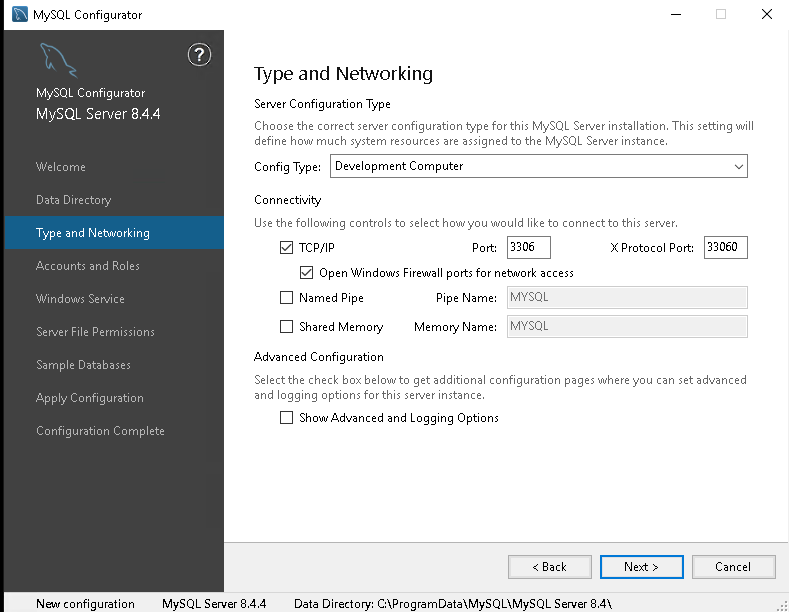 MySQL Configurator
?
MySQL Configurator
MySQL Server 8.4.4
Welcome
Data Directory
Type and Networking
Accounts and Roles
Windows Service
Server File Permissions
Sample Databases
Apply Configuration
Configuration Complete
Type and Networking
Server Configuration Type
Choose the correct server configuration type for this MySQL Server installation. This setting will
define how much system resources are assigned to the MySQL Server instance.
Config Type: Development Computer
Connectivity
Use the following controls to select how you would like to connect to this server.
TCP/IP Port: 3306 X Protocol Port: 33060
Open Windows Firewall ports for network access
Named Pipe Pipe Name: MYSQL
Shared Memory Memory Name: MYSQL
Advanced Configuration
Select the check box below to get additional configuration pages where you can set advanced
and logging options for this server instance.
Show Advanced and Logging Options
< Back Next > Cancel
New configuration MySQL Server 8.4.4 Data Directory: C:\ProgramData\MySQL\MySQL Server 8.4\